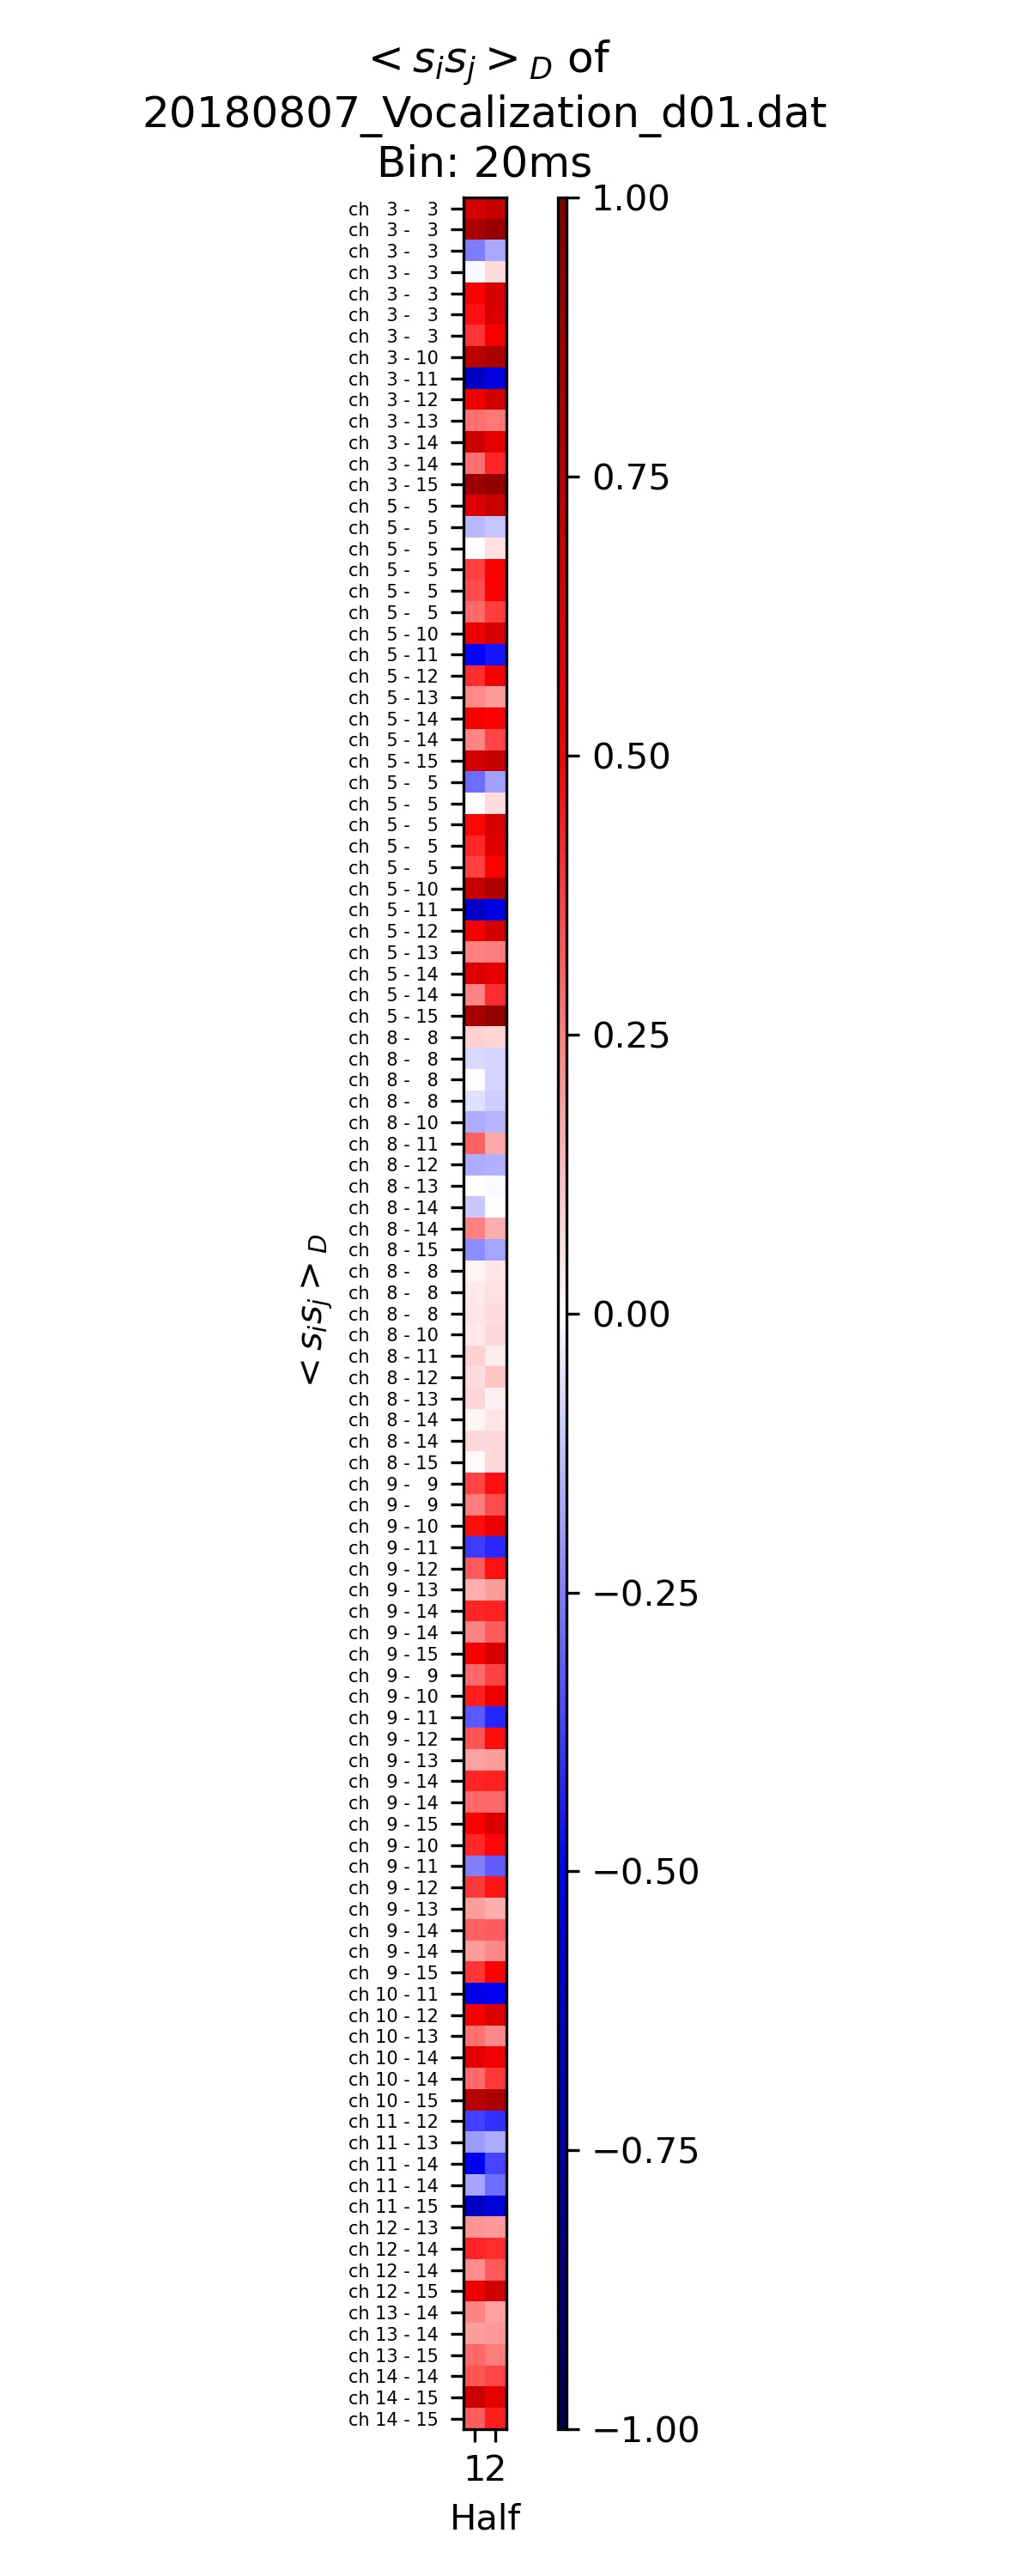 < s_i s_j >_D of
20180807_Vocalization_d01.dat
Bin: 20ms
ch 3 - 3
ch 3 - 3
ch 3 - 3
ch 3 - 3
ch 3 - 3
ch 3 - 3
ch 3 - 3
ch 3 - 10
ch 3 - 11
ch 3 - 12
ch 3 - 13
ch 3 - 14
ch 3 - 14
ch 3 - 15
ch 5 - 5
ch 5 - 5
ch 5 - 5
ch 5 - 5
ch 5 - 5
ch 5 - 5
ch 5 - 10
ch 5 - 11
ch 5 - 12
ch 5 - 13
ch 5 - 14
ch 5 - 14
ch 5 - 15
ch 5 - 5
ch 5 - 5
ch 5 - 5
ch 5 - 5
ch 5 - 5
ch 5 - 10
ch 5 - 11
ch 5 - 12
ch 5 - 13
ch 5 - 14
ch 5 - 14
ch 5 - 15
ch 8 - 8
ch 8 - 8
ch 8 - 8
ch 8 - 8
ch 8 - 10
ch 8 - 11
ch 8 - 12
ch 8 - 13
ch 8 - 14
ch 8 - 14
ch 8 - 15
ch 8 - 8
ch 8 - 8
ch 8 - 8
ch 8 - 10
ch 8 - 11
ch 8 - 12
ch 8 - 13
ch 8 - 14
ch 8 - 14
ch 8 - 15
ch 9 - 9
ch 9 - 9
ch 9 - 10
ch 9 - 11
ch 9 - 12
ch 9 - 13
ch 9 - 14
ch 9 - 14
ch 9 - 15
ch 9 - 9
ch 9 - 10
ch 9 - 11
ch 9 - 12
ch 9 - 13
ch 9 - 14
ch 9 - 14
ch 9 - 15
ch 9 - 10
ch 9 - 11
ch 9 - 12
ch 9 - 13
ch 9 - 14
ch 9 - 14
ch 9 - 15
ch 10 - 11
ch 10 - 12
ch 10 - 13
ch 10 - 14
ch 10 - 14
ch 10 - 15
ch 11 - 12
ch 11 - 13
ch 11 - 14
ch 11 - 14
ch 11 - 15
ch 12 - 13
ch 12 - 14
ch 12 - 14
ch 12 - 15
ch 13 - 14
ch 13 - 14
ch 13 - 15
ch 14 - 14
ch 14 - 15
ch 14 - 15
< s_i s_j >_D
1 2
Half
1.00
0.75
0.50
0.25
0.00
−0.25
−0.50
−0.75
−1.00